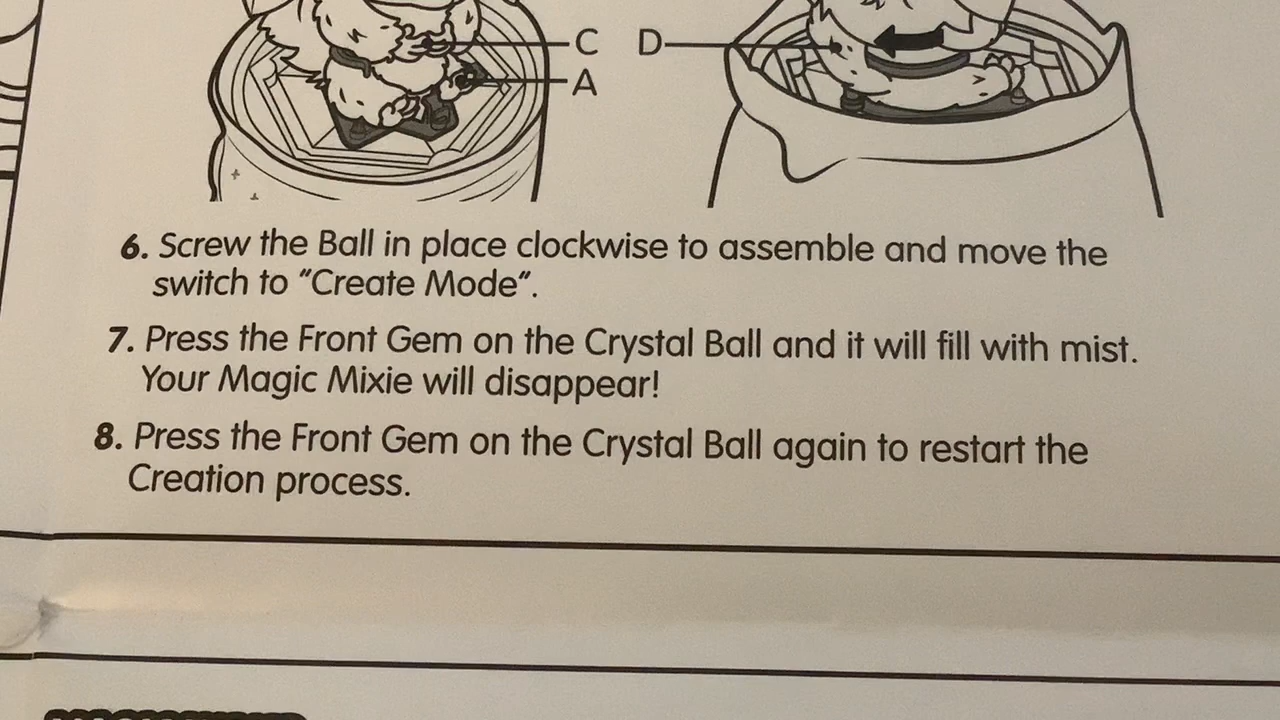 C D
A
6. Screw the Ball in place clockwise to assemble and move the
switch to “Create Mode”.
7. Press the Front Gem on the Crystal Ball and it will fill with mist.
Your Magic Mixie will disappear!
8. Press the Front Gem on the Crystal Ball again to restart the
Creation process.